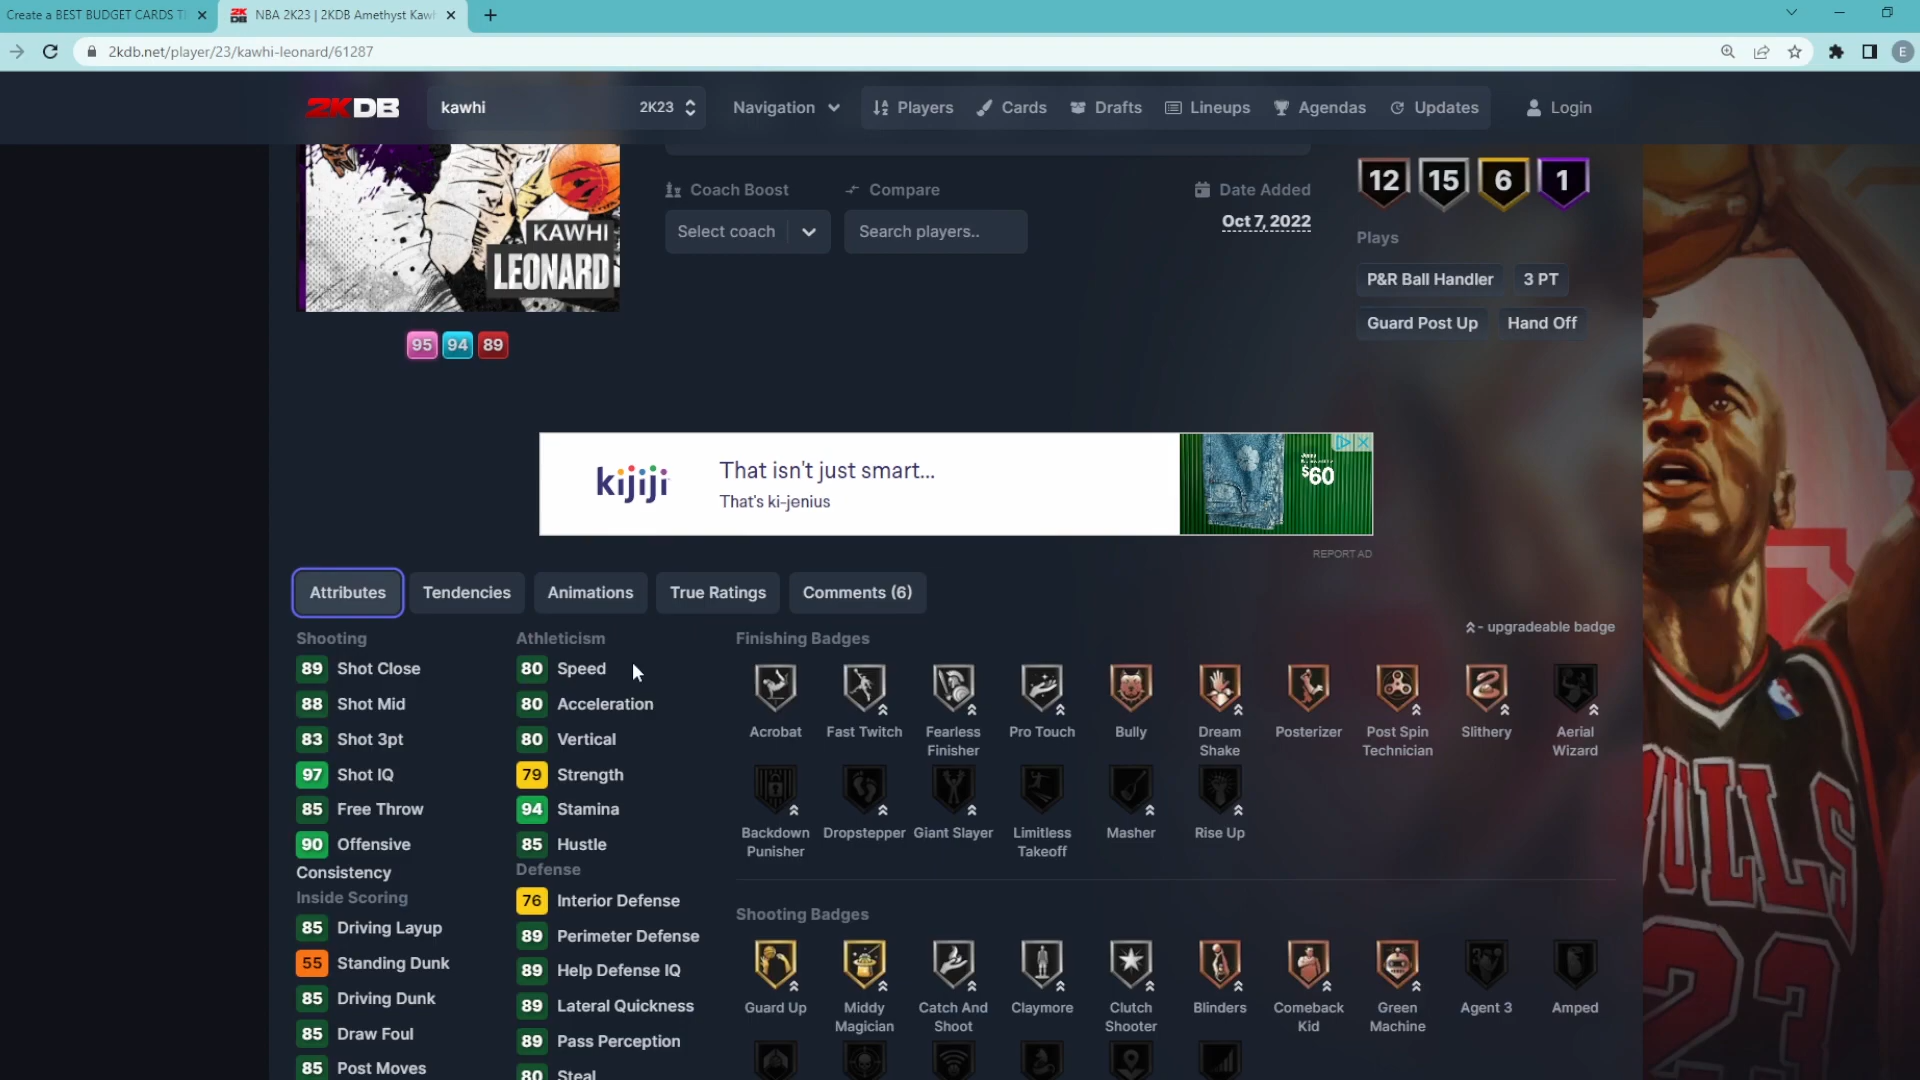 Create a BEST BUDGET CARDS T
NBA 2K23 | 2KDB Amethyst Kaw
2kdb.net/player/23/kawhi-leonard/61287
E
2KDB
kawhi
2K23
Navigation
Players
Cards
Drafts
Lineups
Agendas
Updates
Login
KAWHI
LEONARD
95 94 89
Coach Boost
Select coach
Compare
Search players..
Date Added
Oct 7, 2022
12 15 6 1
Plays
P&R Ball Handler
3 PT
Guard Post Up
Hand Off
kijiji
That isn't just smart...
That's ki-jenius
$60
REPORT AD
Attributes
Tendencies
Animations
True Ratings
Comments (6)
- upgradeable badge
Shooting
89 Shot Close
88 Shot Mid
83 Shot 3pt
97 Shot IQ
85 Free Throw
90 Offensive
Consistency
Inside Scoring
85 Driving Layup
55 Standing Dunk
85 Driving Dunk
85 Draw Foul
85 Post Moves
Athleticism
80 Speed
80 Acceleration
80 Vertical
79 Strength
94 Stamina
85 Hustle
Defense
76 Interior Defense
89 Perimeter Defense
89 Help Defense IQ
89 Lateral Quickness
89 Pass Perception
80 Steal
Finishing Badges
Acrobat
Fast Twitch
Fearless
Finisher
Pro Touch
Bully
Dream
Shake
Posterizer
Post Spin
Technician
Slithery
Aerial
Wizard
Backdown
Punisher
Dropstepper
Giant Slayer
Limitless
Takeoff
Masher
Rise Up
Shooting Badges
Guard Up
Middy
Magician
Catch And
Shoot
Claymore
Clutch
Shooter
Blinders
Comeback
Kid
Green
Machine
Agent 3
Amped
BULLS
23